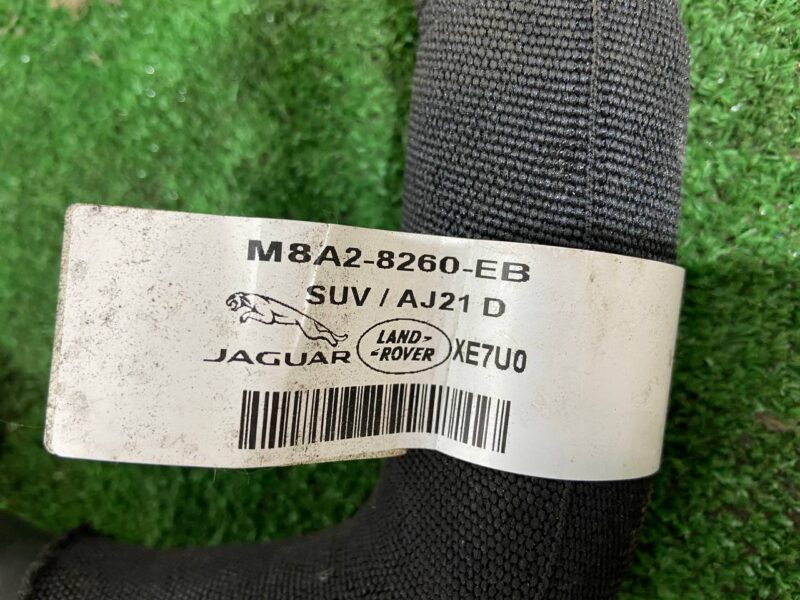 M8A2-8260-EB
SUV / AJ21 D
JAGUAR
LAND-
-ROVER
XE7U0